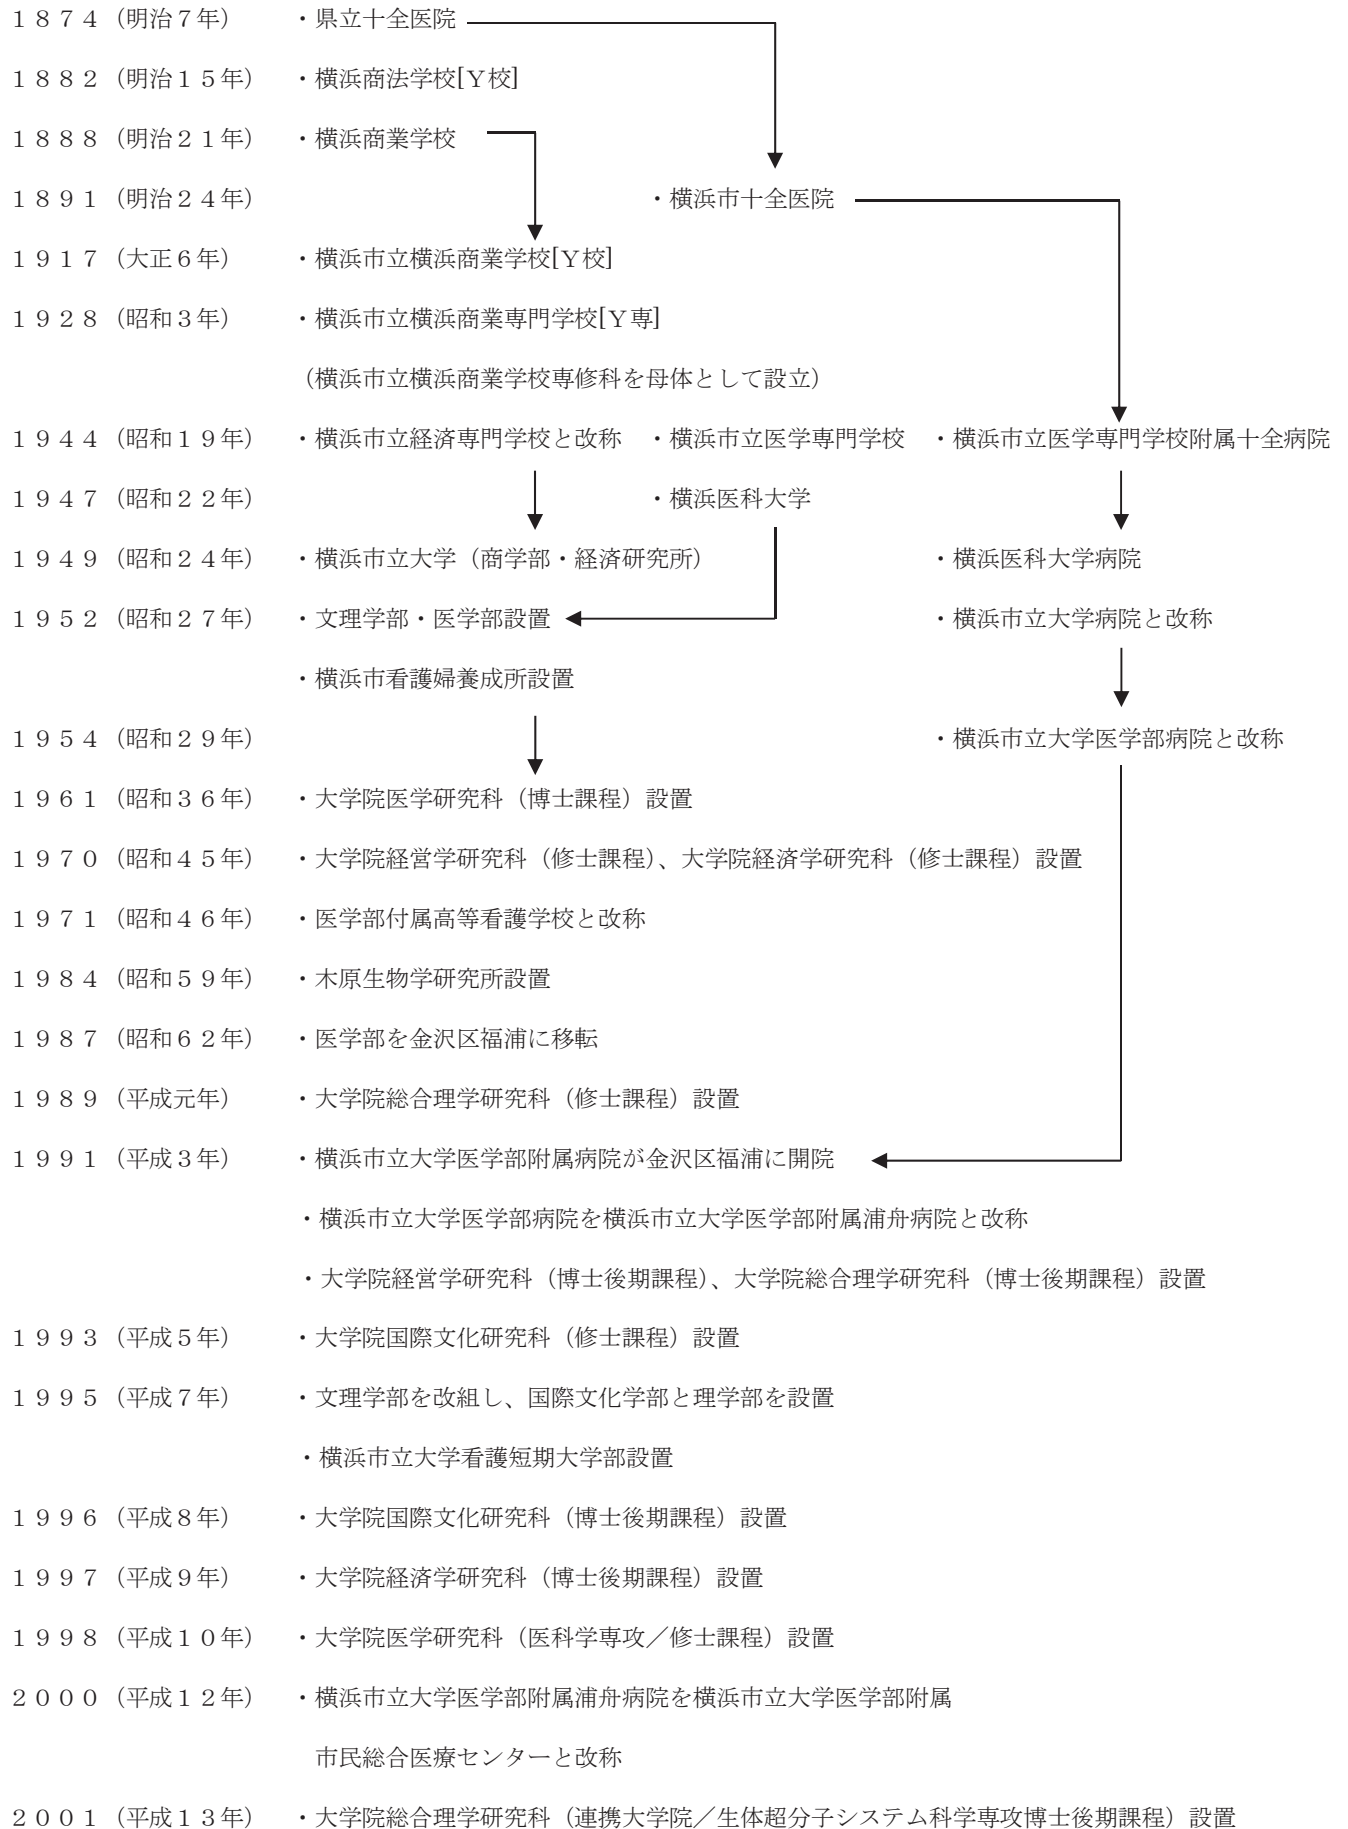 １８７４（明治７年）　・県立十全医院
１８８２（明治１５年）　・横浜商法学校[Ｙ校]
１８８８（明治２１年）　・横浜商業学校
１８９１（明治２４年）　・横浜市十全医院
１９１７（大正６年）　・横浜市立横浜商業学校[Ｙ校]
１９２８（昭和３年）　・横浜市立横浜商業専門学校[Ｙ専]
（横浜市立横浜商業学校専修科を母体として設立）
１９４４（昭和１９年）　・横浜市立経済専門学校と改称　・横浜市立医学専門学校　・横浜市立医学専門学校附属十全病院
１９４７（昭和２２年）　・横浜医科大学
１９４９（昭和２４年）　・横浜市立大学（商学部・経済研究所）　・横浜医科大学病院
１９５２（昭和２７年）　・文理学部・医学部設置　・横浜市立大学病院と改称
・横浜市看護婦養成所設置
１９５４（昭和２９年）　・横浜市立大学医学部病院と改称
１９６１（昭和３６年）　・大学院医学研究科（博士課程）設置
１９７０（昭和４５年）　・大学院経営学研究科（修士課程）、大学院経済学研究科（修士課程）設置
１９７１（昭和４６年）　・医学部付属高等看護学校と改称
１９８４（昭和５９年）　・木原生物学研究所設置
１９８７（昭和６２年）　・医学部を金沢区福浦に移転
１９８９（平成元年）　・大学院総合理学研究科（修士課程）設置
１９９１（平成３年）　・横浜市立大学医学部附属病院が金沢区福浦に開院
・横浜市立大学医学部病院を横浜市立大学医学部附属浦舟病院と改称
・大学院経営学研究科（博士後期課程）、大学院総合理学研究科（博士後期課程）設置
１９９３（平成５年）　・大学院国際文化研究科（修士課程）設置
１９９５（平成７年）　・文理学部を改組し、国際文化学部と理学部を設置
・横浜市立大学看護短期大学部設置
１９９６（平成８年）　・大学院国際文化研究科（博士後期課程）設置
１９９７（平成９年）　・大学院経済学研究科（博士後期課程）設置
１９９８（平成１０年）　・大学院医学研究科（医科学専攻／修士課程）設置
２０００（平成１２年）　・横浜市立大学医学部附属浦舟病院を横浜市立大学医学部附属
市民総合医療センターと改称
２００１（平成１３年）　・大学院総合理学研究科（連携大学院／生体超分子システム科学専攻博士後期課程）設置